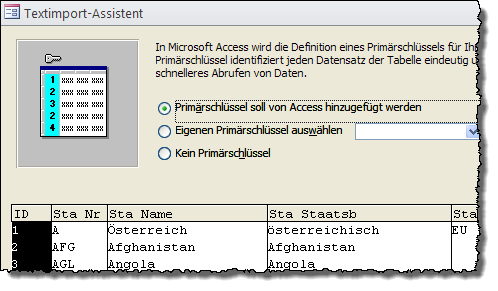 Textimport-Assistent
In Microsoft Access wird die Definition eines Primärschlüssels für
Primärschlüssel identifiziert jeden Datensatz der Tabelle eindeutig
schnelleres Abrufen von Daten.
1 xxx xxx xxx
2 xxx xxx xxx
3 xxx xxx xxx
2 xxx xxx xxx
4 xxx xxx xxx
Primärschlüssel soll von Access hinzugefügt werden
Eigenen Primärschlüssel auswählen
Kein Primärschlüssel
ID Sta Nr Sta Name Sta Staatsb Sta
1 A Österreich österreichisch EU
2 AFG Afghanistan Afghanistan
3 AGL Angola Angola